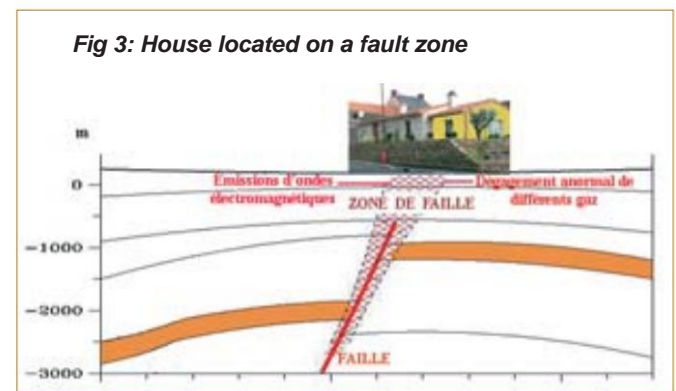 Fig 3: House located on a fault zone
m
0
Emissions d'ondes
électromagnétiques
Dégagement anormal de
différents gaz
ZONE DE FAILLE
−1000
−2000
FAILLE
−3000